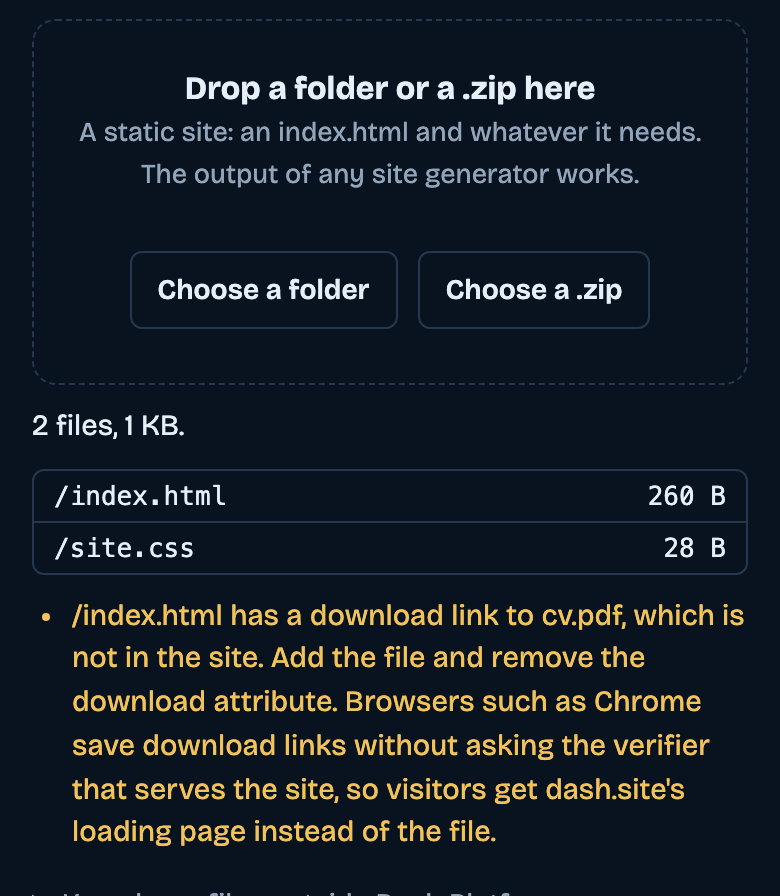 Drop a folder or a .zip here
A static site: an index.html and whatever it needs.
The output of any site generator works.
Choose a folder
Choose a .zip
2 files, 1 KB.
/index.html 260 B
/site.css 28 B
• /index.html has a download link to cv.pdf, which is
not in the site. Add the file and remove the
download attribute. Browsers such as Chrome
save download links without asking the verifier
that serves the site, so visitors get dash.site's
loading page instead of the file.